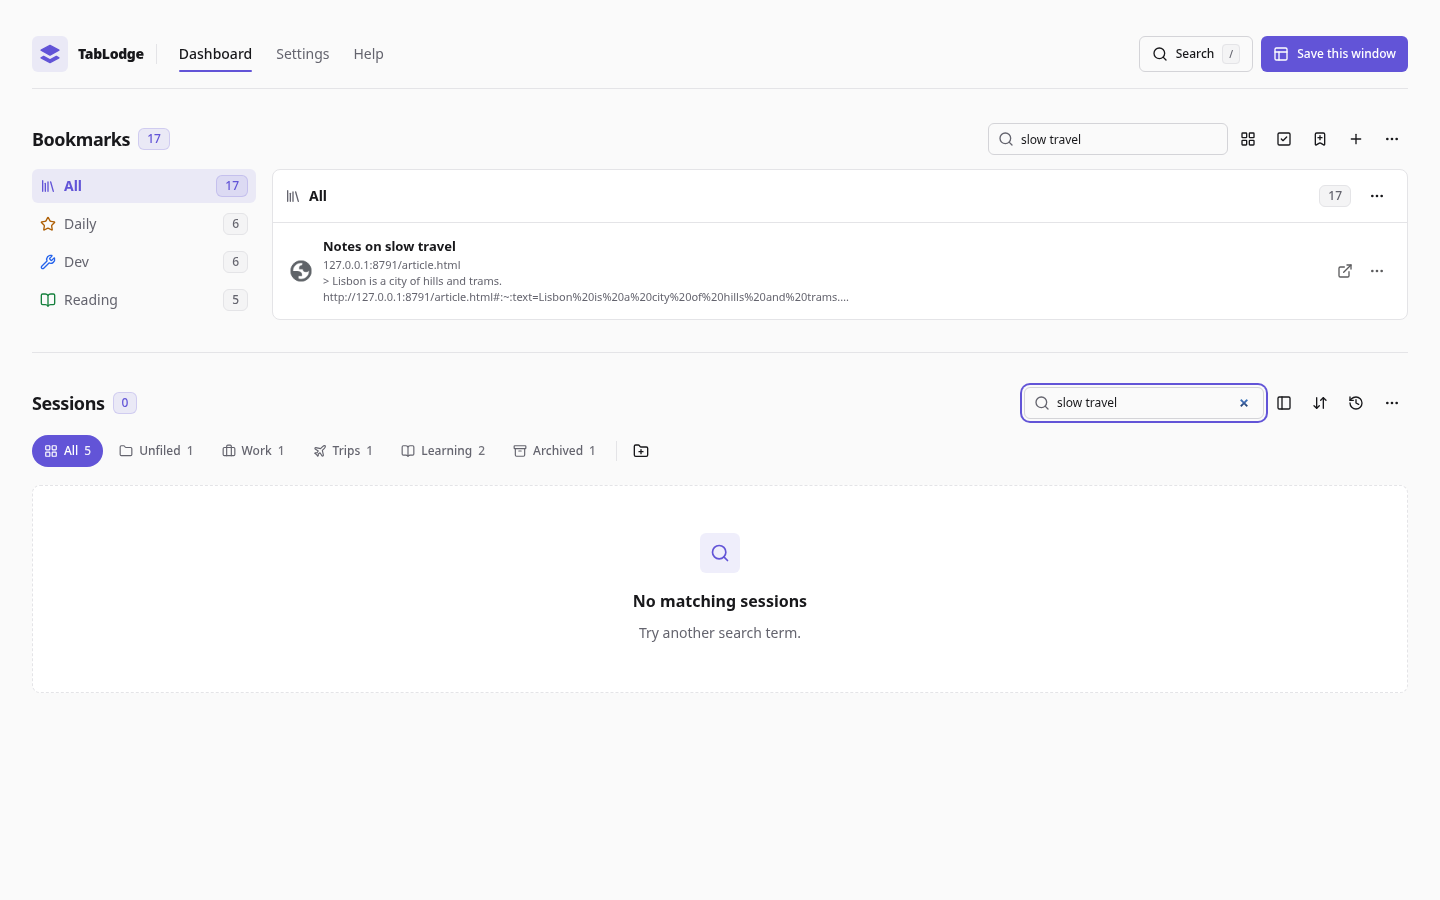 TabLodge
Dashboard
Settings
Help
Search /
Save this window
Bookmarks 17
slow travel
All 17
Daily 6
Dev 6
Reading 5
All 17
Notes on slow travel
127.0.0.1:8791/article.html
> Lisbon is a city of hills and trams.
http://127.0.0.1:8791/article.html#:~:text=Lisbon%20is%20a%20city%20of%20hills%20and%20trams....
Sessions 0
slow travel
All 5
Unfiled 1
Work 1
Trips 1
Learning 2
Archived 1
No matching sessions
Try another search term.